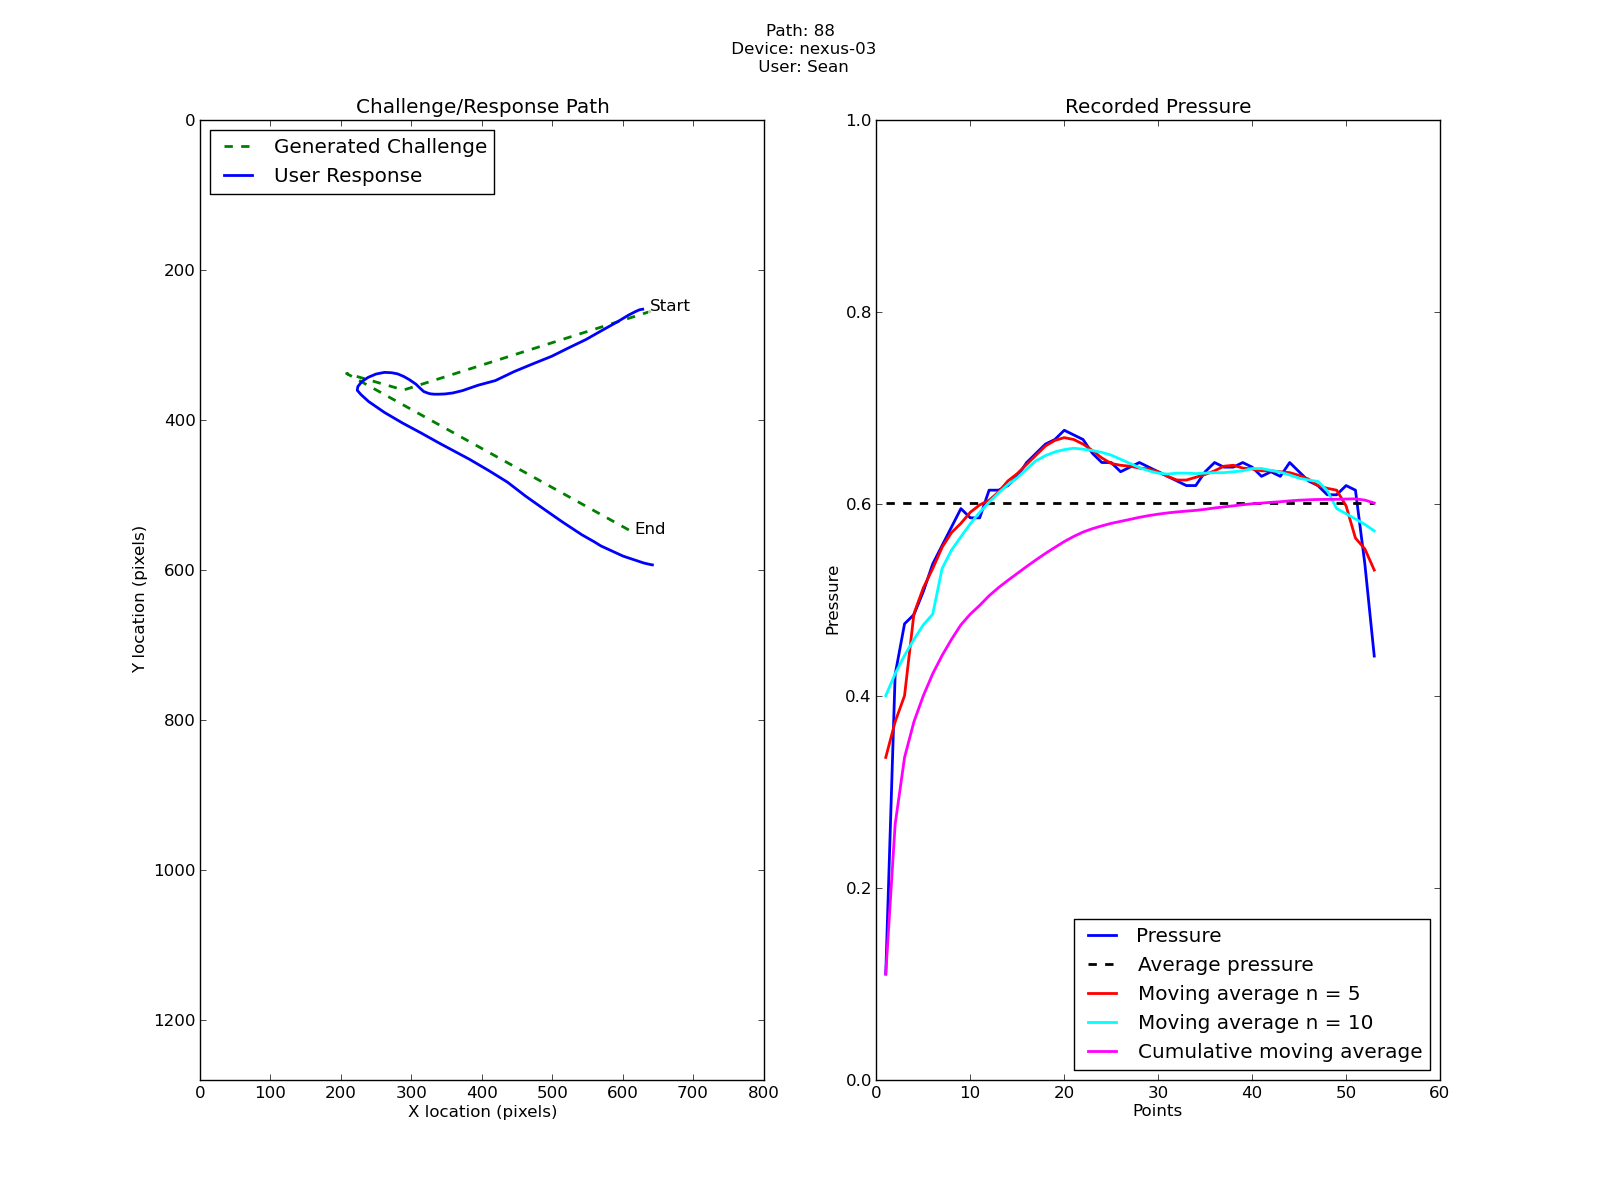 Path: 88
Device: nexus-03
User: Sean
Challenge/Response Path
Generated Challenge
User Response
Start
End
0
200
400
600
800
1000
1200
Y location (pixels)
0 100 200 300 400 500 600 700 800
X location (pixels)
Recorded Pressure
1.0
0.8
0.6
0.4
0.2
0.0
Pressure
Pressure
Average pressure
Moving average n = 5
Moving average n = 10
Cumulative moving average
0 10 20 30 40 50 60
Points